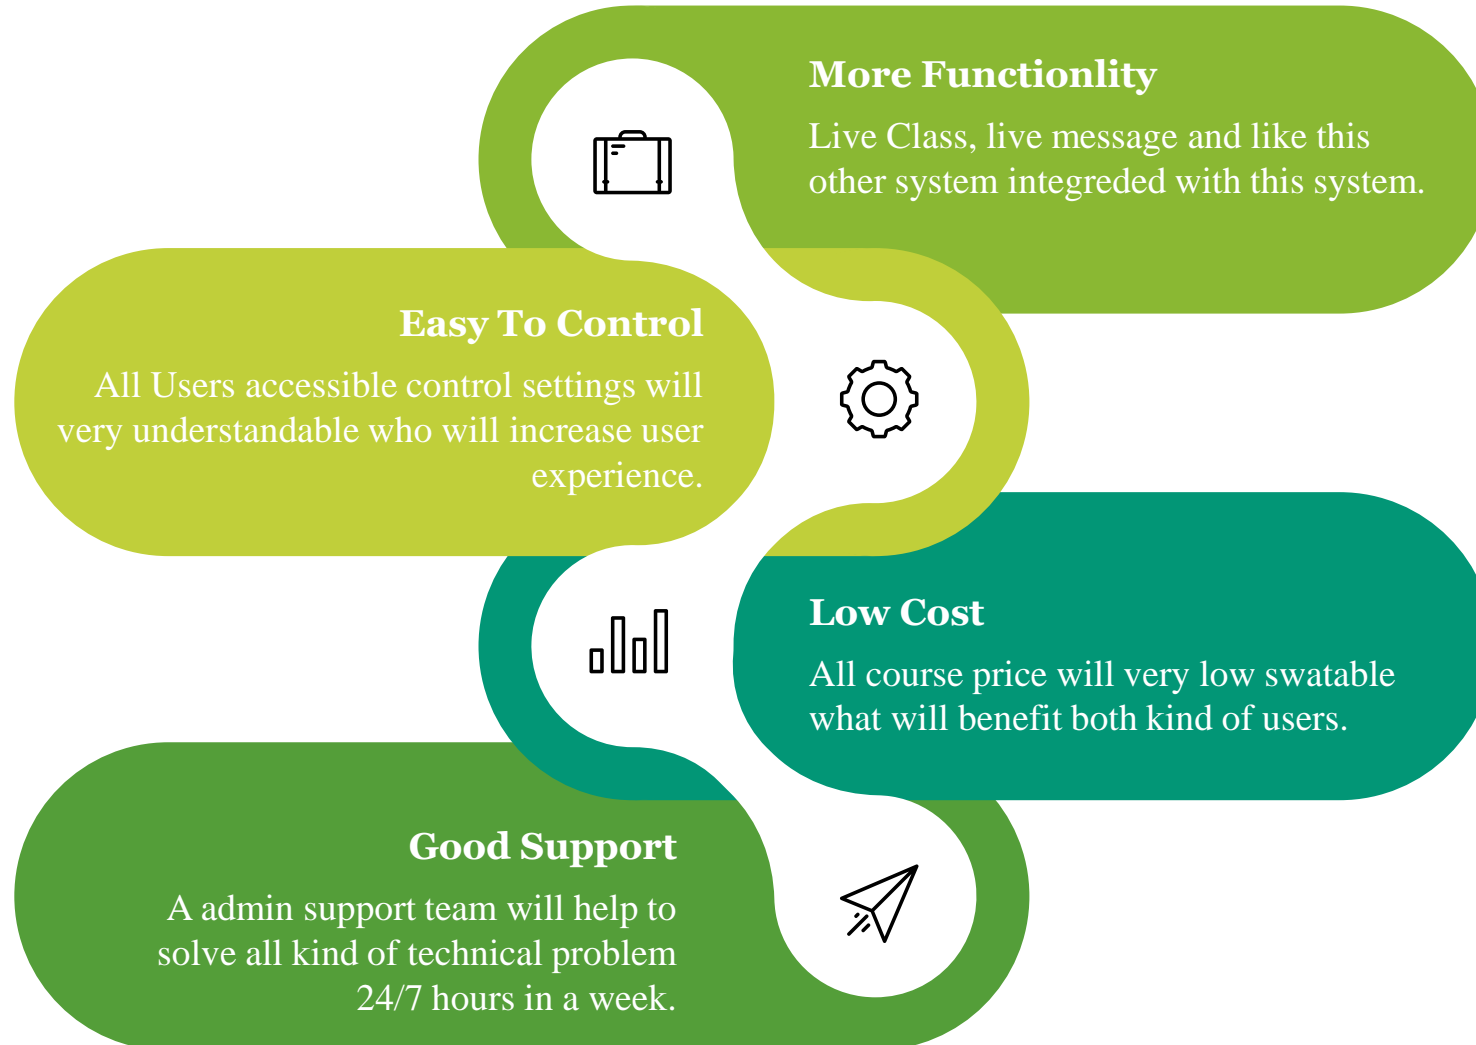 More Functionlity
Live Class, live message and like this
other system integreded with this system.
Easy To Control
All Users accessible control settings will
very understandable who will increase user
experience.
Low Cost
All course price will very low swatable
what will benefit both kind of users.
Good Support
A admin support team will help to
solve all kind of technical problem
24/7 hours in a week.